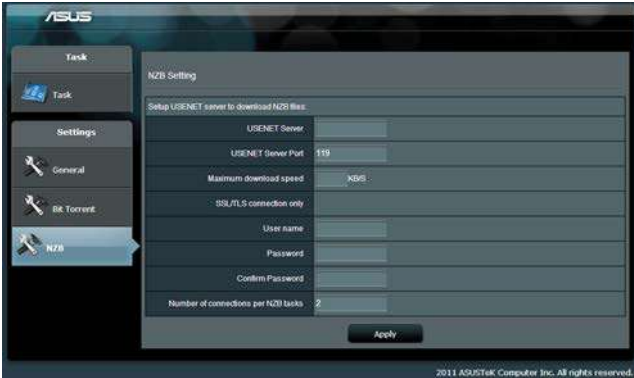 ASUS
Task
Task
Settings
General
Bit Torrent
NZB
NZB Setting
Setup USENET server to download NZB files:
USENET Server
USENET Server Port 119
Maximum download speed KB/S
SSL/TLS connection only
User name
Password
Confirm Password
Number of connections per NZB tasks 2
Apply
2011 ASUSTeK Computer Inc. All rights reserved.